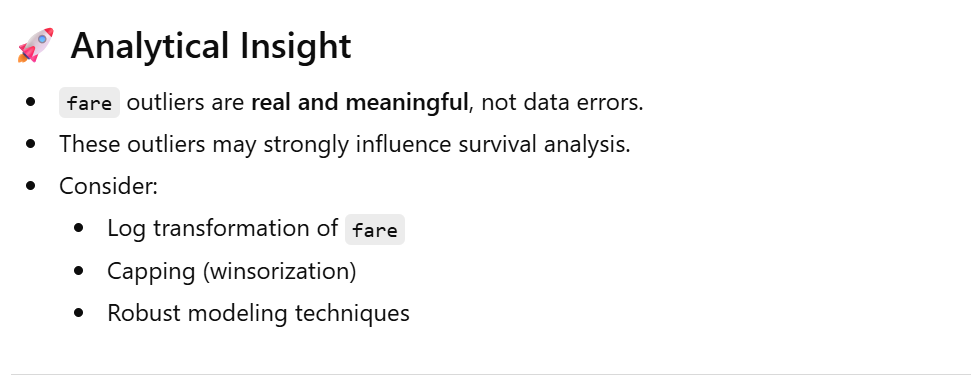 🚀 Analytical Insight
• fare outliers are real and meaningful, not data errors.
• These outliers may strongly influence survival analysis.
• Consider:
• Log transformation of fare
• Capping (winsorization)
• Robust modeling techniques